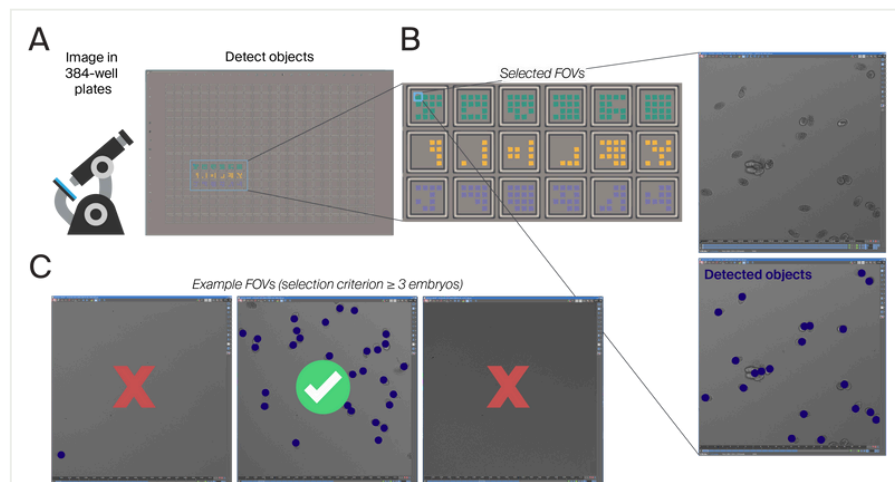 A
Image in
384-well
plates
Detect objects
B
Selected FOVs
Detected objects
C
Example FOVs (selection criterion ≥ 3 embryos)
X
X